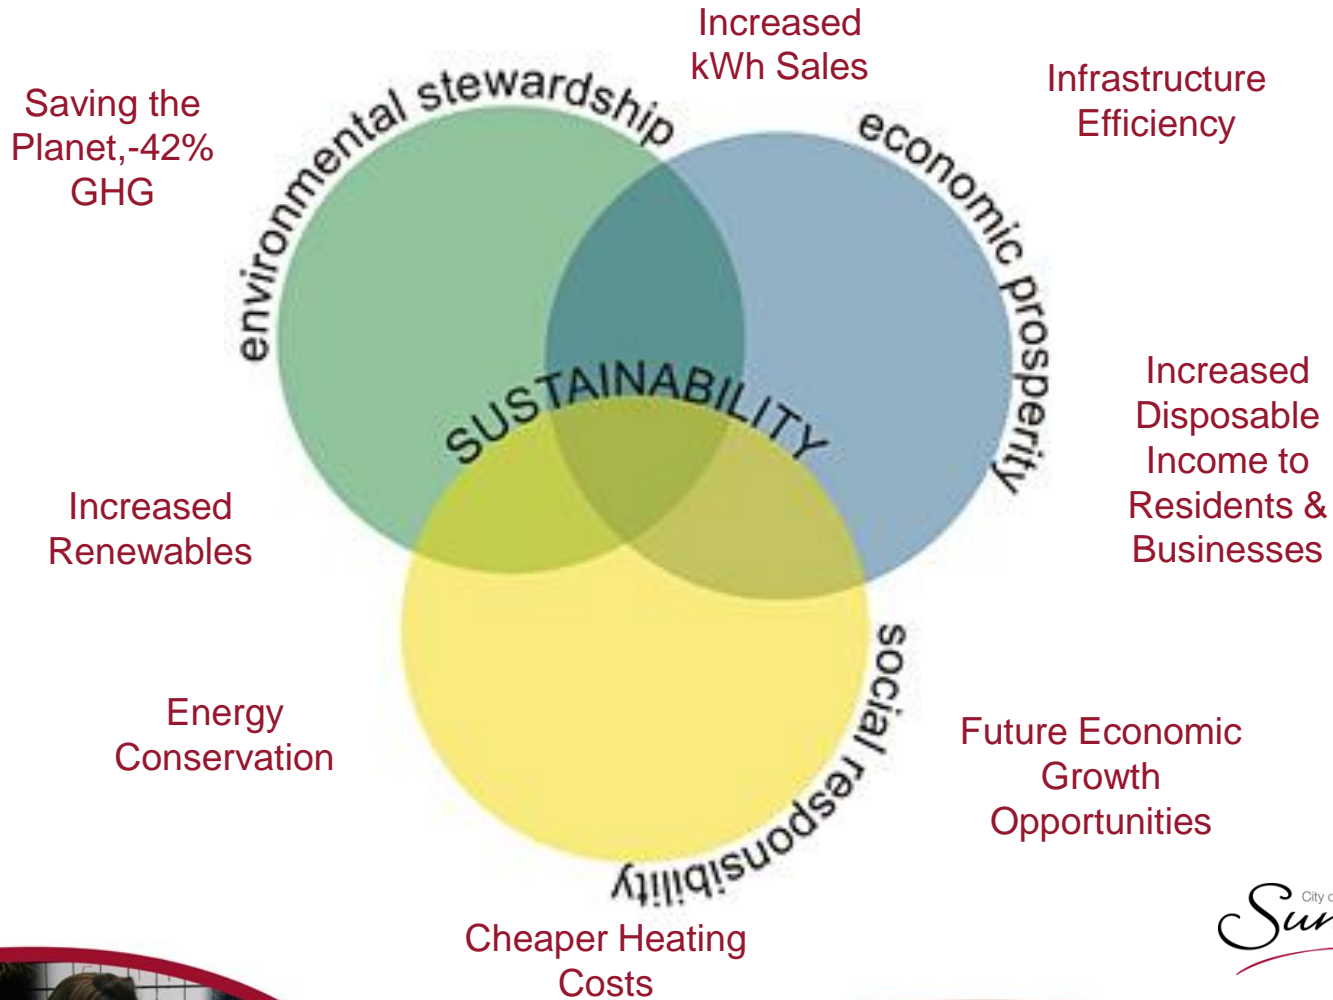 Increased
kWh Sales
Infrastructure
Efficiency
Saving the
Planet,-42%
GHG
environmental stewardship
economic prosperity
SUSTAINABILITY
Increased
Disposable
Income to
Residents &
Businesses
Increased
Renewables
Energy
Conservation
social responsibility
Future Economic
Growth
Opportunities
Cheaper Heating
Costs
City